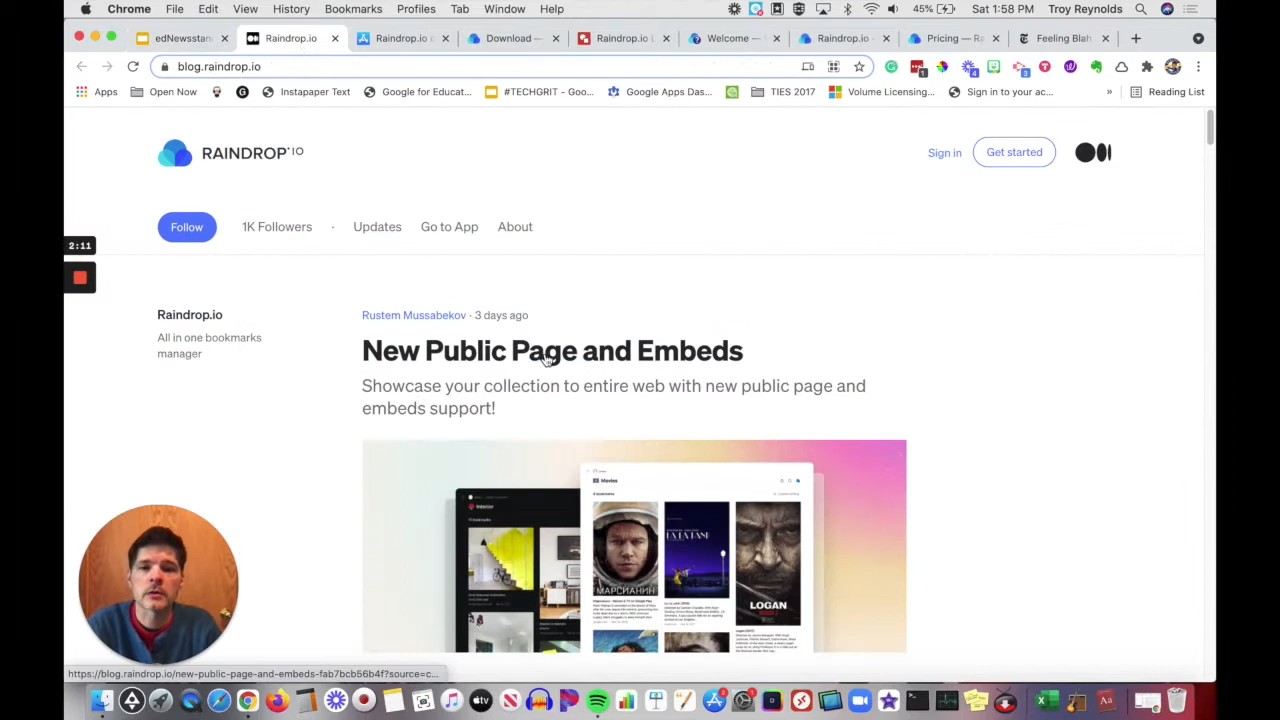 Chrome File Edit View History Bookmarks Profiles Tab Window Help 45% Sat 1:58 PM Troy Reynolds
edNewsstan Raindrop.io Raindrop.io Download — Raindrop.io Welcome — Raindrop.io - Pricing — Ra Feeling Blah
blog.raindrop.io
Apps Open Now Instapaper Text Google for Educat... #TECHGRIT - Goo... Google Apps Das... TIES 2017 Volume Licensing... Sign in to your ac... » Reading List
RAINDROP.IO
Sign in Get started
Follow 1K Followers · Updates Go to App About
2:11
Raindrop.io
All in one bookmarks
manager
Rustem Mussabekov · 3 days ago
New Public Page and Embeds
Showcase your collection to entire web with new public page and
embeds support!
Movies
Interior
МАРСИАНИН
LA LA LAND
LOGAN
https://blog.raindrop.io/new-public-page-and-embeds-fab7bcb56b4f?source=c...